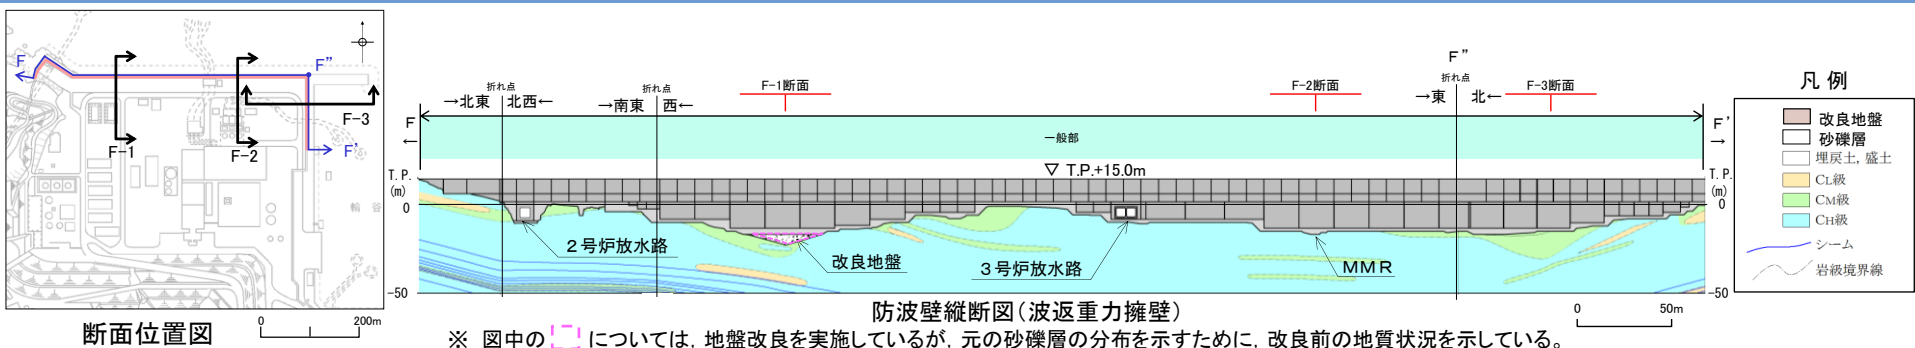 F
F"
F-3
F-1
F-2
F'
輪谷
断面位置図
0 200m
F"
折れ点
折れ点
折れ点
F-1断面
F-2断面
F-3断面
→北東 北西←
→南東 西←
→東 北←
F
←
F'
→
一般部
▽ T.P.+15.0m
T.P.
(m)
0
-50
T.P.
(m)
0
-50
2号炉放水路
改良地盤
3号炉放水路
MMR
防波壁縦断図(波返重力擁壁)
0 50m
※ 図中の については，地盤改良を実施しているが，元の砂礫層の分布を示すために，改良前の地質状況を示している。
凡例
改良地盤
砂礫層
埋戻土，盛土
CL級
CM級
CH級
シーム
岩級境界線